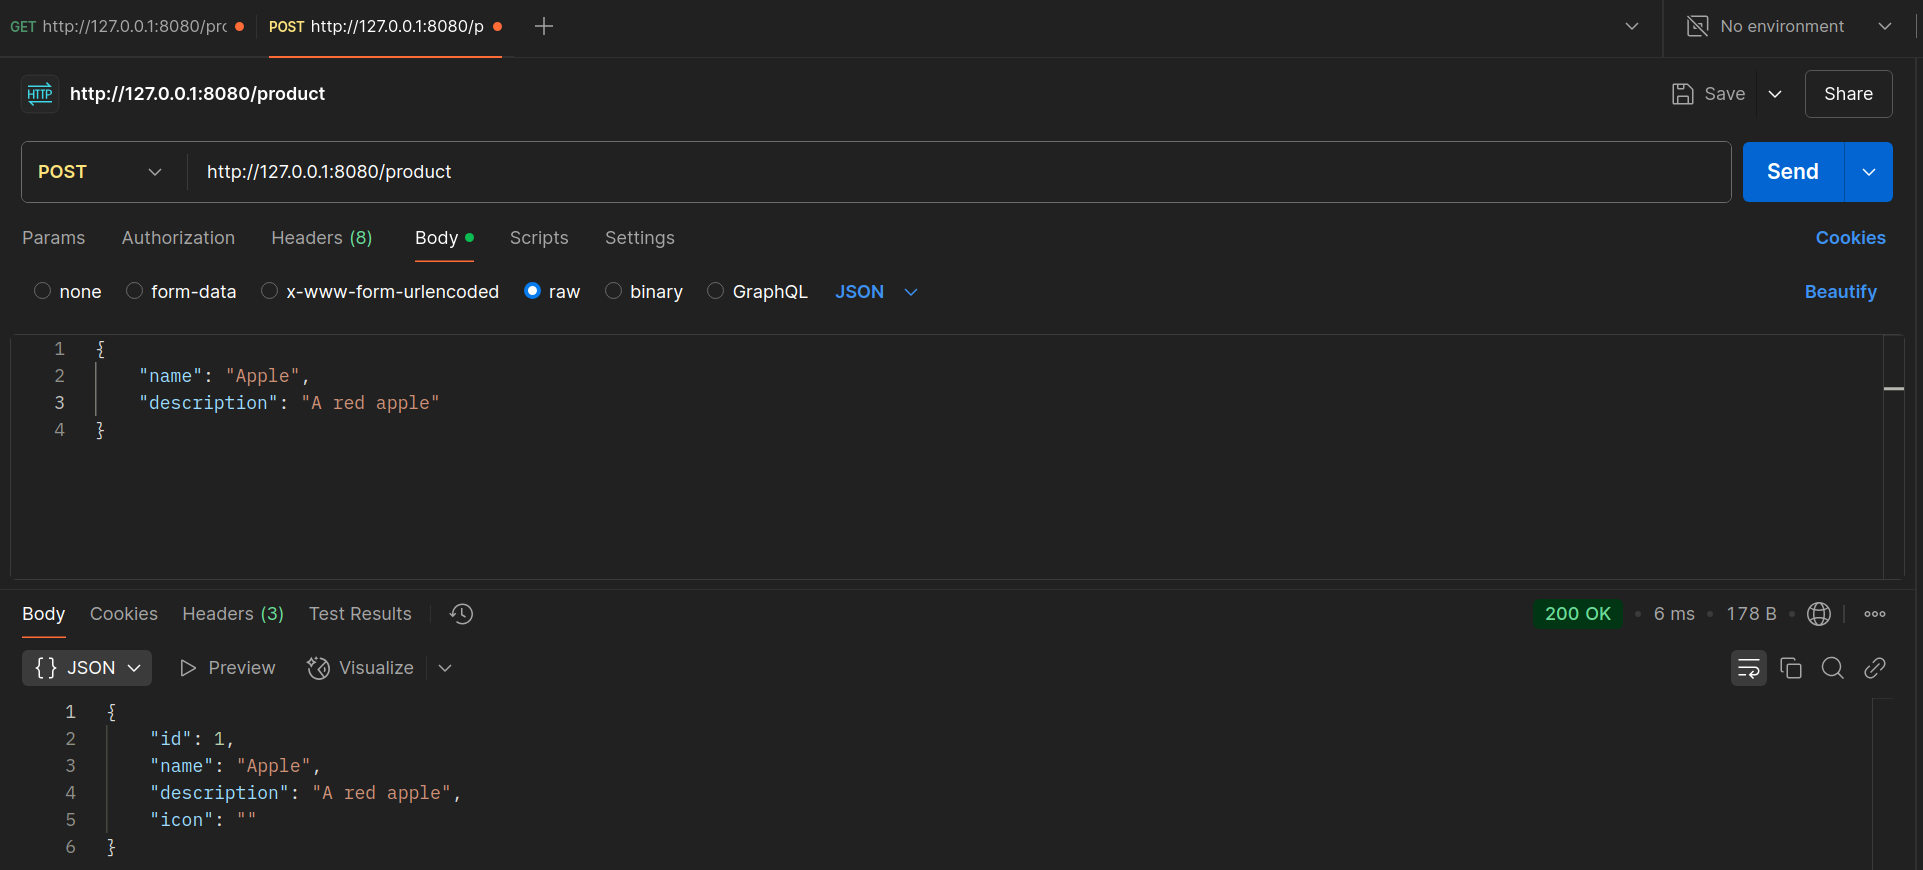 GET http://127.0.0.1:8080/pro POST http://127.0.0.1:8080/p No environment
HTTP http://127.0.0.1:8080/product Save Share
POST http://127.0.0.1:8080/product Send
Params Authorization Headers (8) Body Scripts Settings Cookies
none form-data x-www-form-urlencoded raw binary GraphQL JSON Beautify
1 {
2 "name": "Apple",
3 "description": "A red apple"
4 }
Body Cookies Headers (3) Test Results 200 OK • 6 ms • 178 B •
{} JSON Preview Visualize
1 {
2 "id": 1,
3 "name": "Apple",
4 "description": "A red apple",
5 "icon": ""
6 }